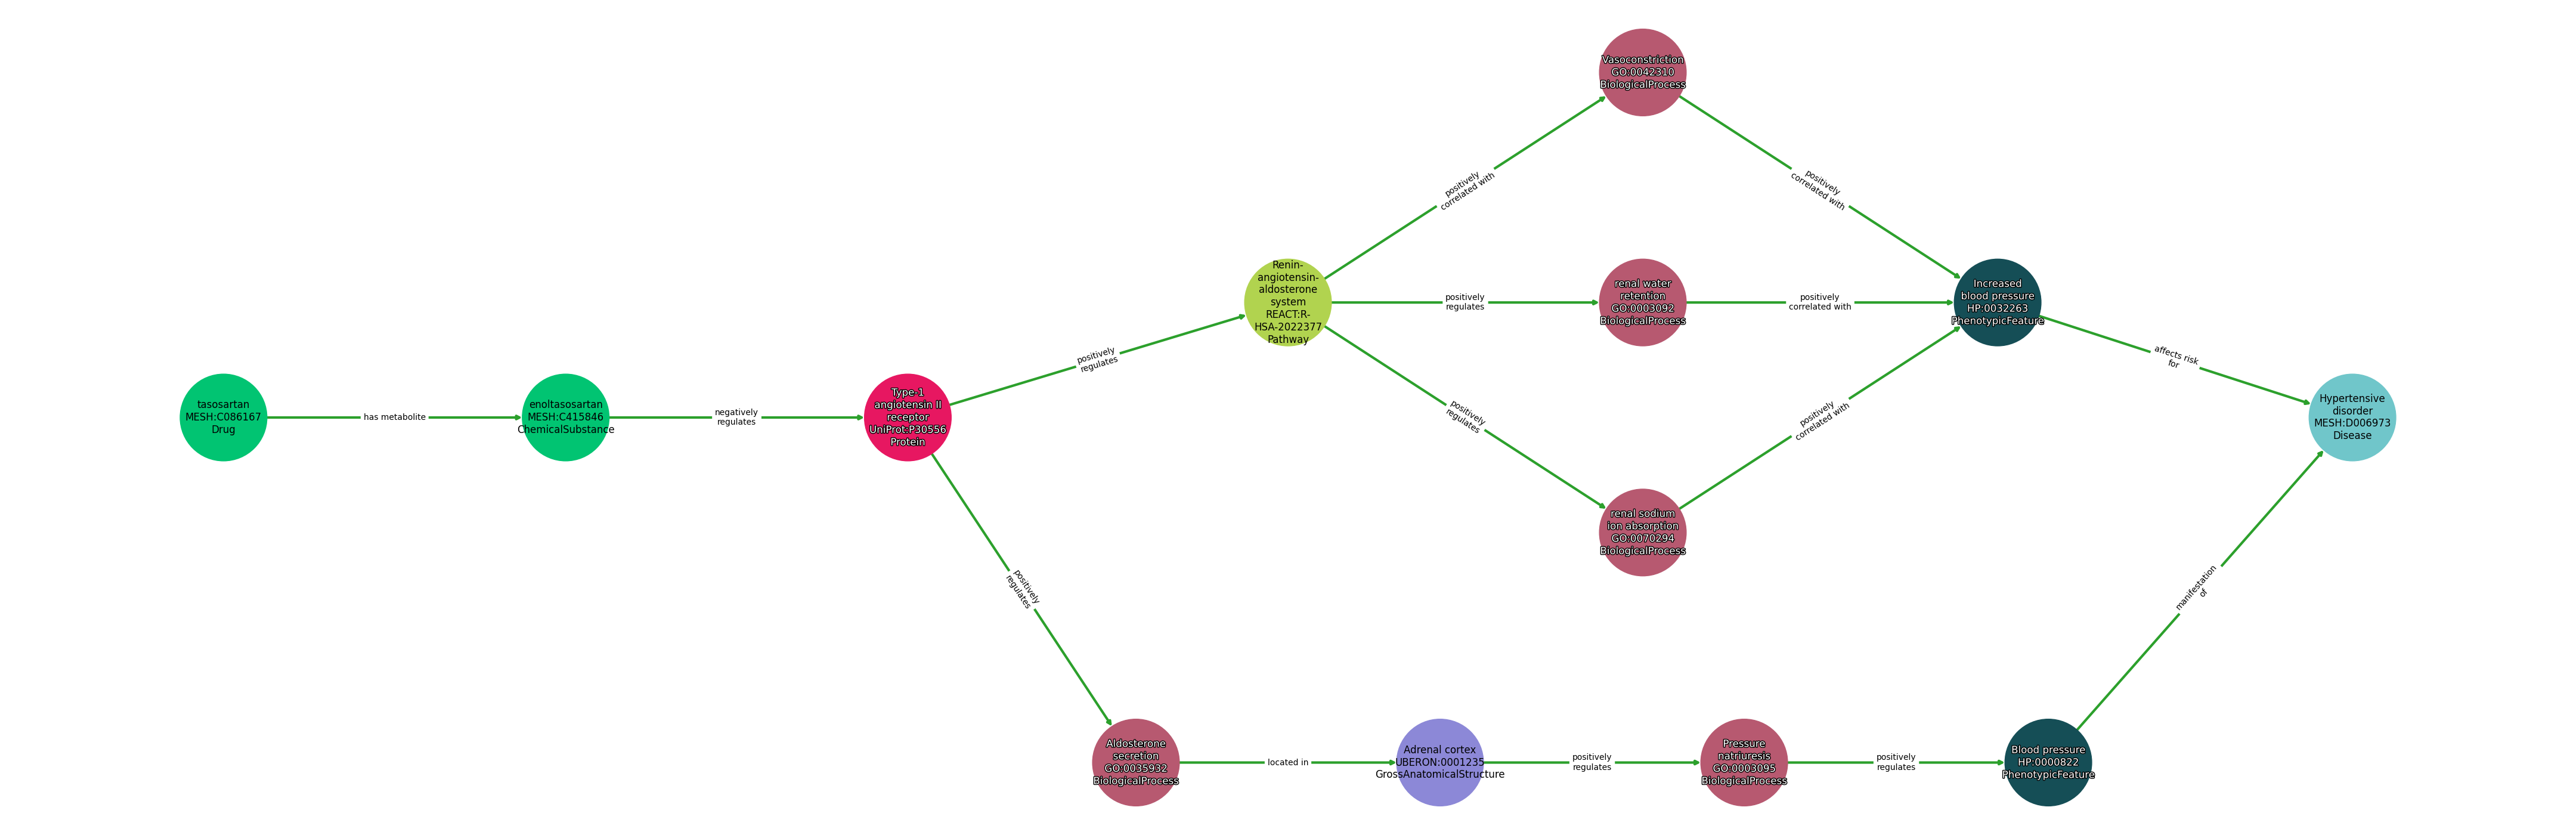 Vasoconstriction
GO:0042310
BiologicalProcess
positively
correlated with
positively
correlated with
Renin-
angiotensin-
aldosterone
system
REACT:R-
HSA-2022377
Pathway
positively
regulates
renal water
retention
GO:0003092
BiologicalProcess
positively
correlated with
Increased
blood pressure
HP:0032263
PhenotypicFeature
positively
regulates
affects risk
for
tasosartan
MESH:C086167
Drug
has metabolite
enoltasosartan
MESH:C415846
ChemicalSubstance
negatively
regulates
Type-1
angiotensin II
receptor
UniProt:P30556
Protein
positively
regulates
positively
correlated with
Hypertensive
disorder
MESH:D006973
Disease
renal sodium
ion absorption
GO:0070294
BiologicalProcess
positively
regulates
manifestation
of
Aldosterone
secretion
GO:0035932
BiologicalProcess
located in
Adrenal cortex
UBERON:0001235
GrossAnatomicalStructure
positively
regulates
Pressure
natriuresis
GO:0003095
BiologicalProcess
positively
regulates
Blood pressure
HP:0000822
PhenotypicFeature